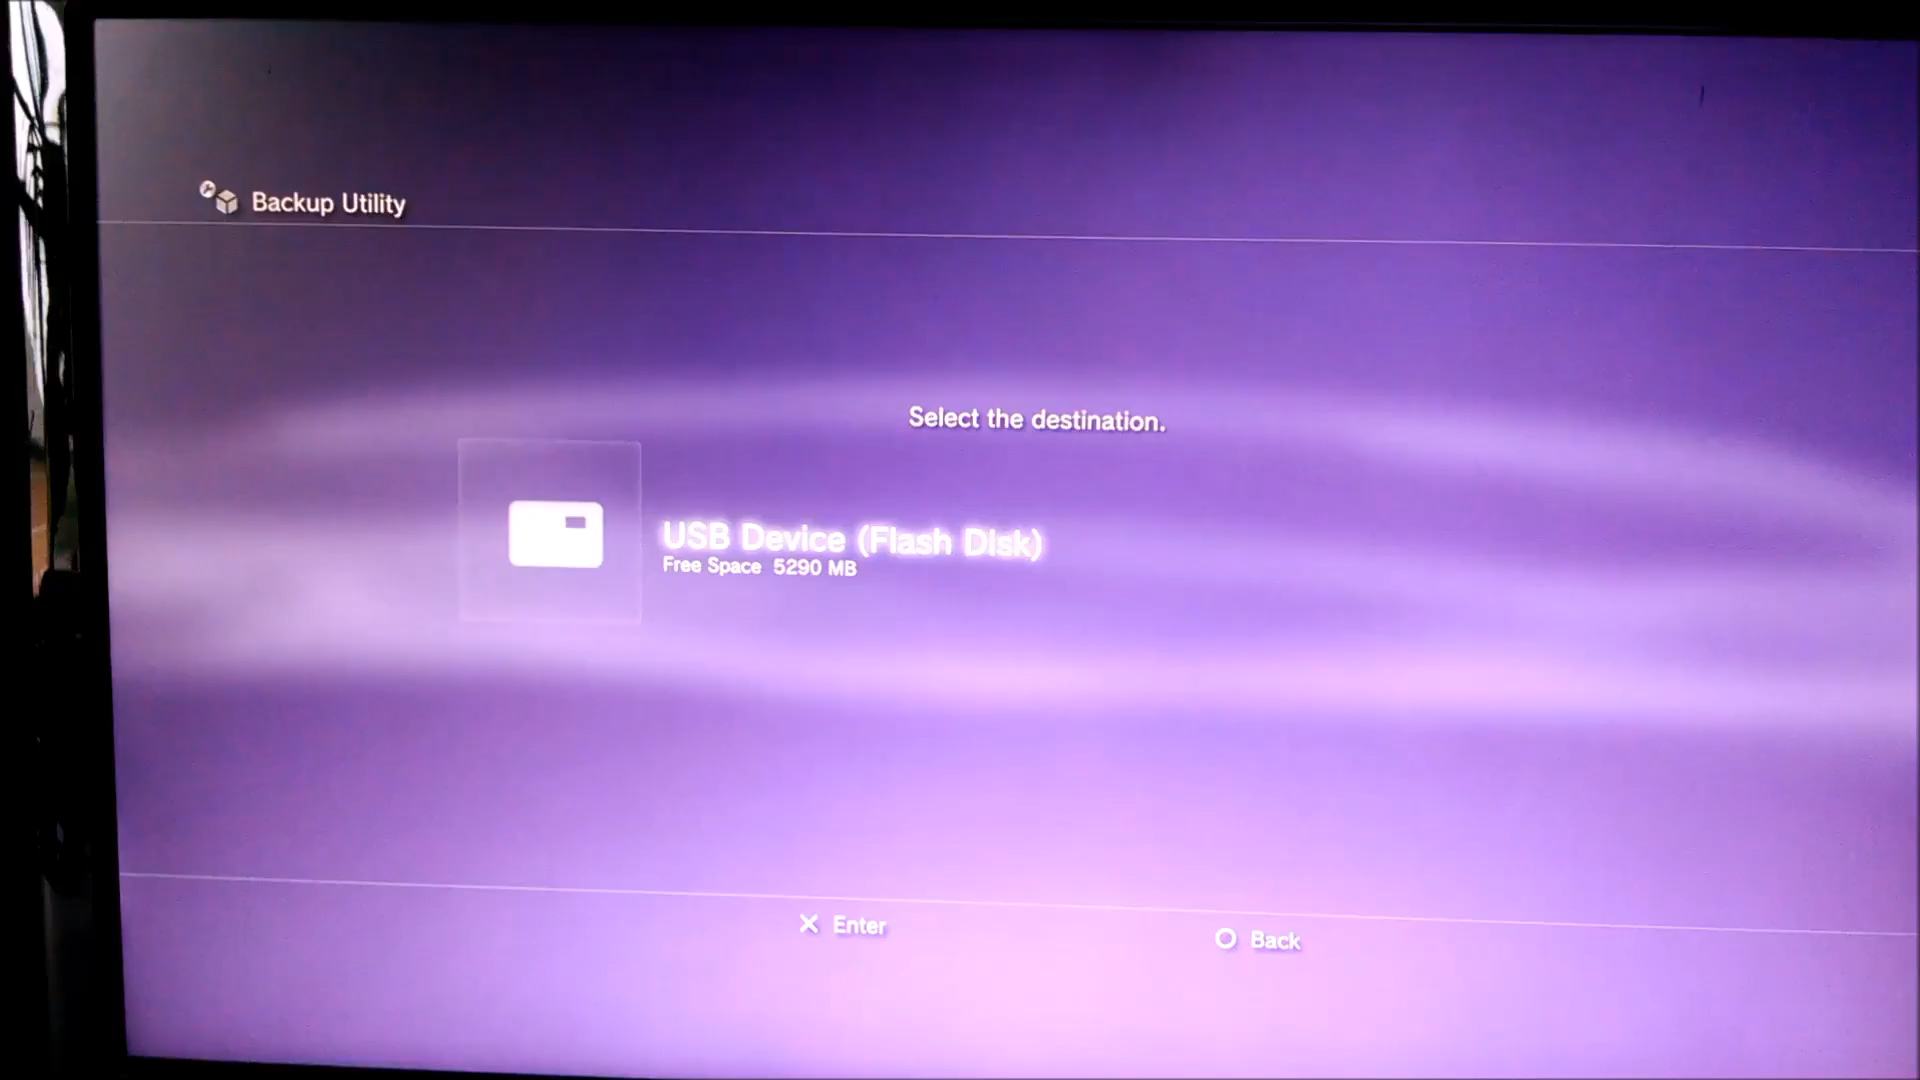 Backup Utility
Select the destination.
USB Device (Flash Disk)
Free Space 5290 MB
Enter
Back